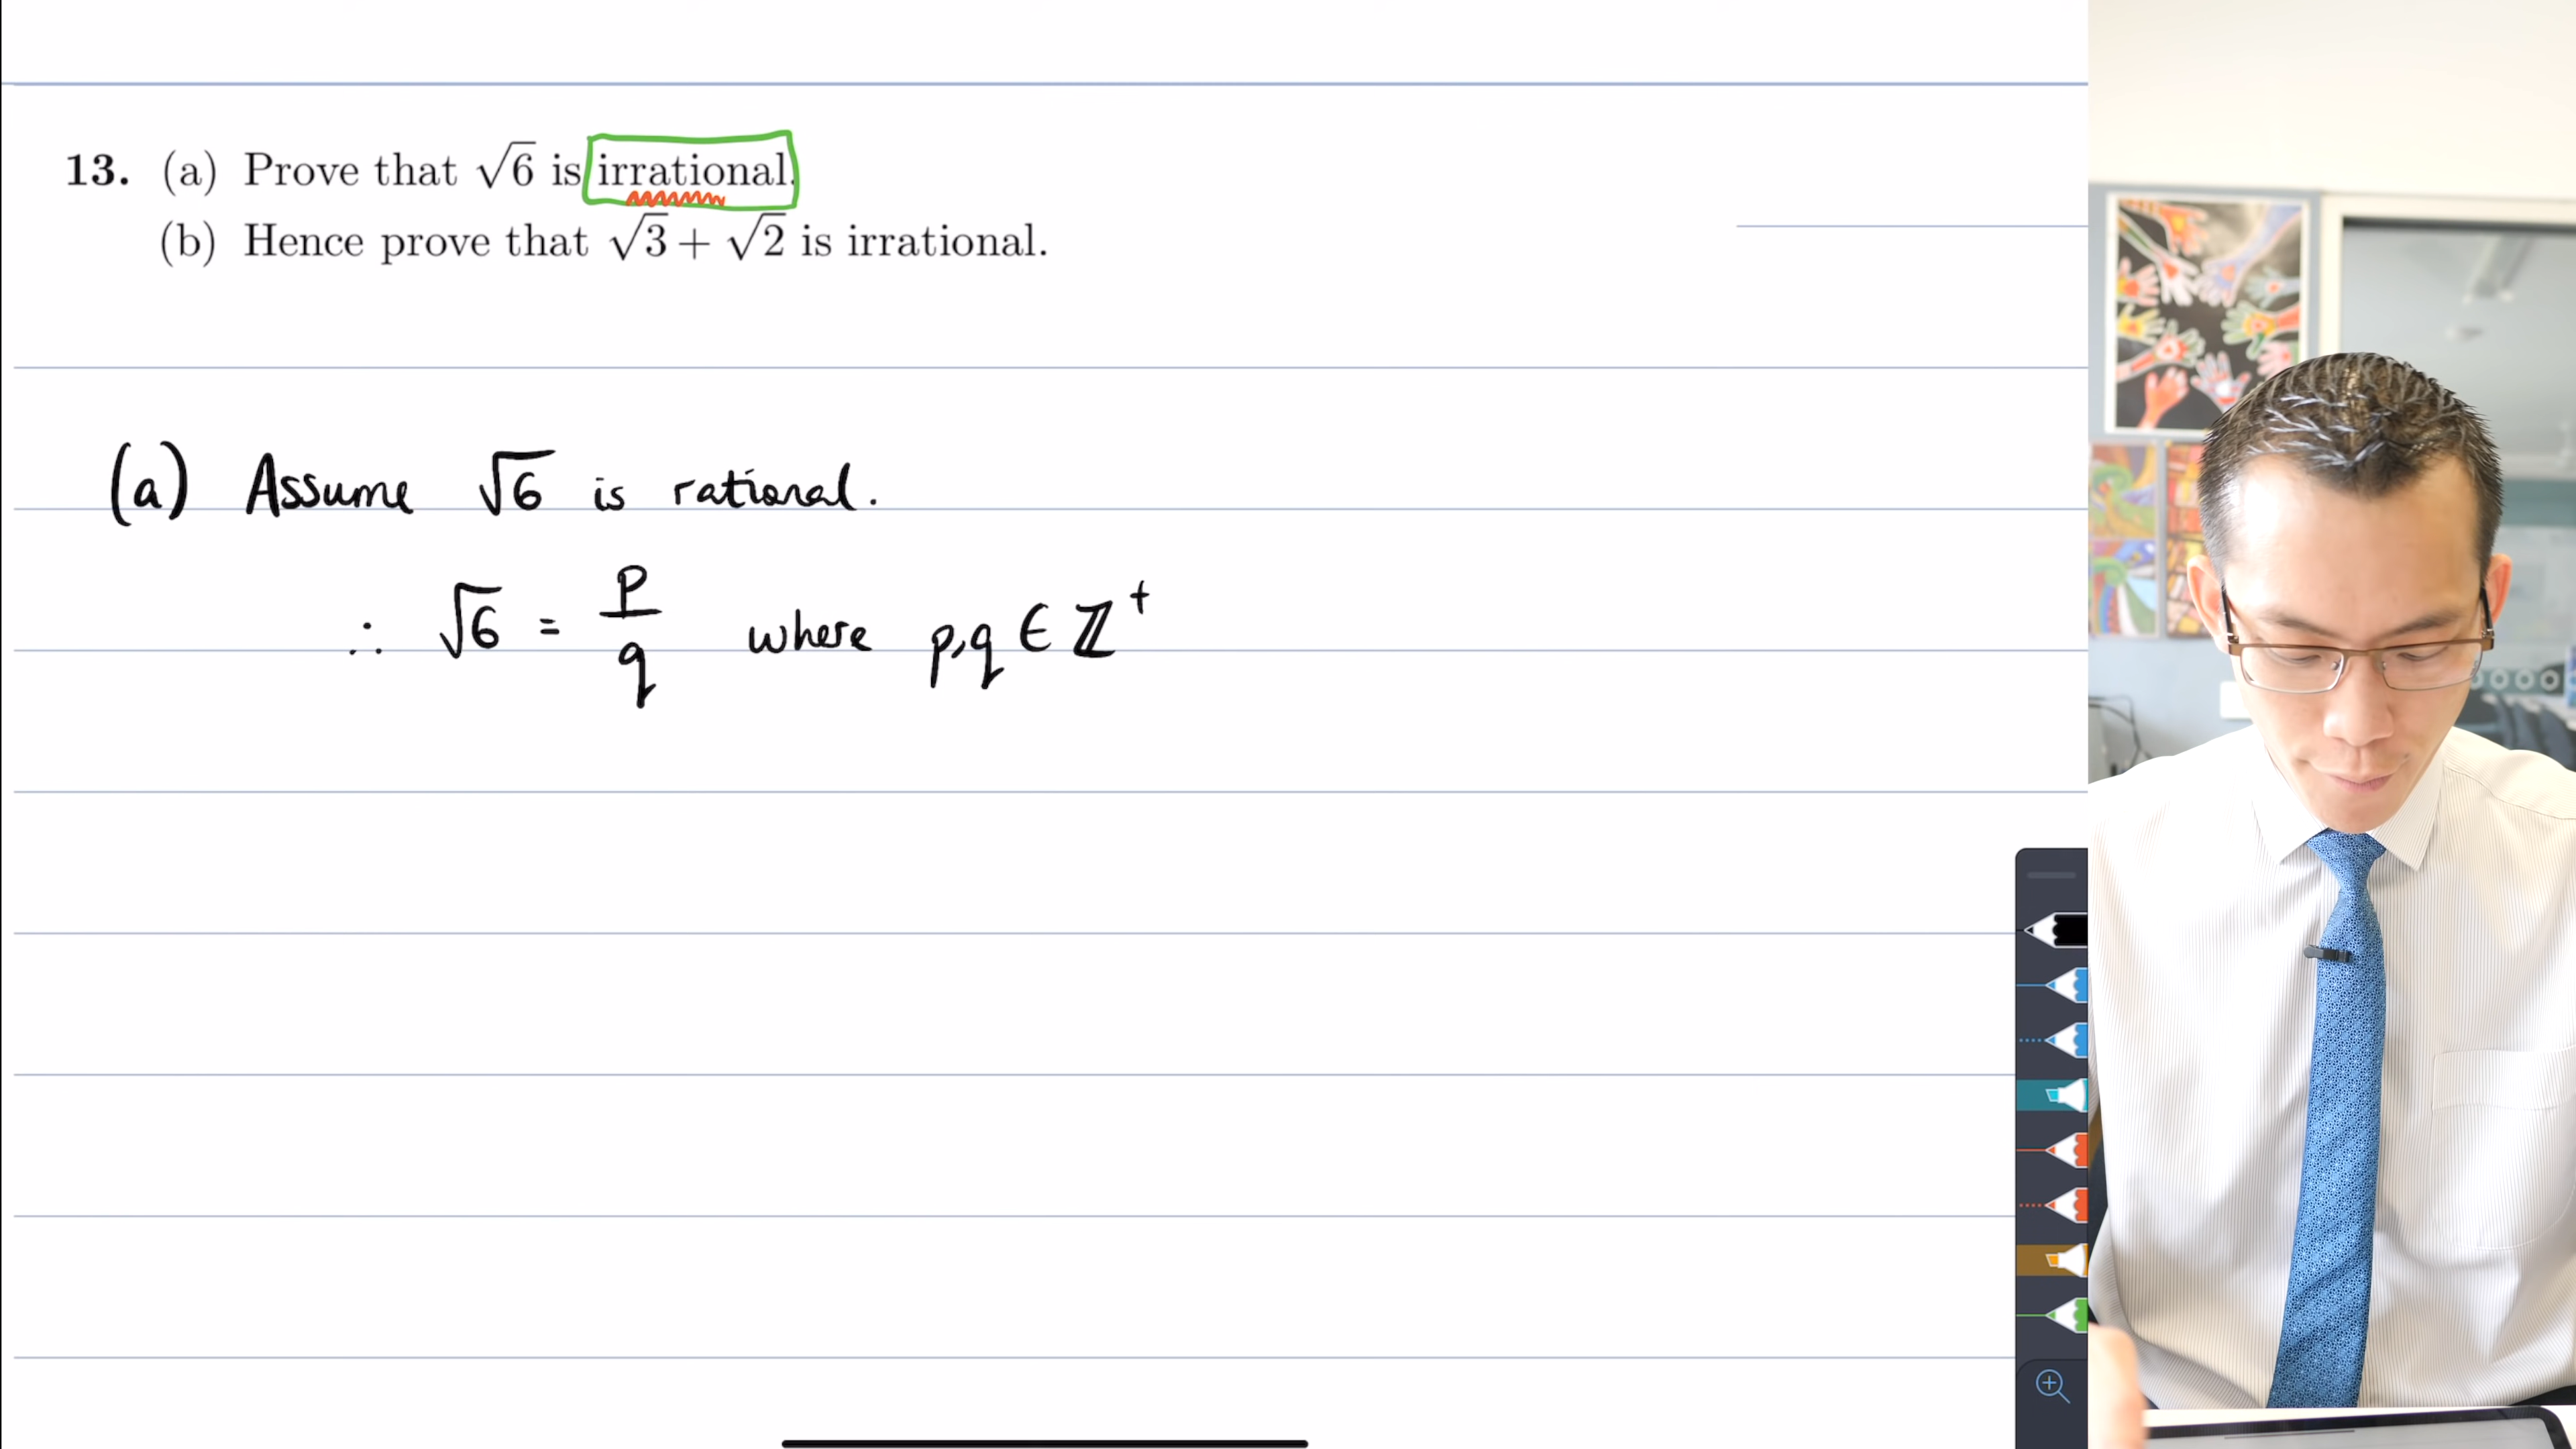 13. (a) Prove that √6 is irrational.
(b) Hence prove that √3 + √2 is irrational.
(a) Assume √6 is rational.
∴ √6 = p/q where p,q ∈ ℤ⁺